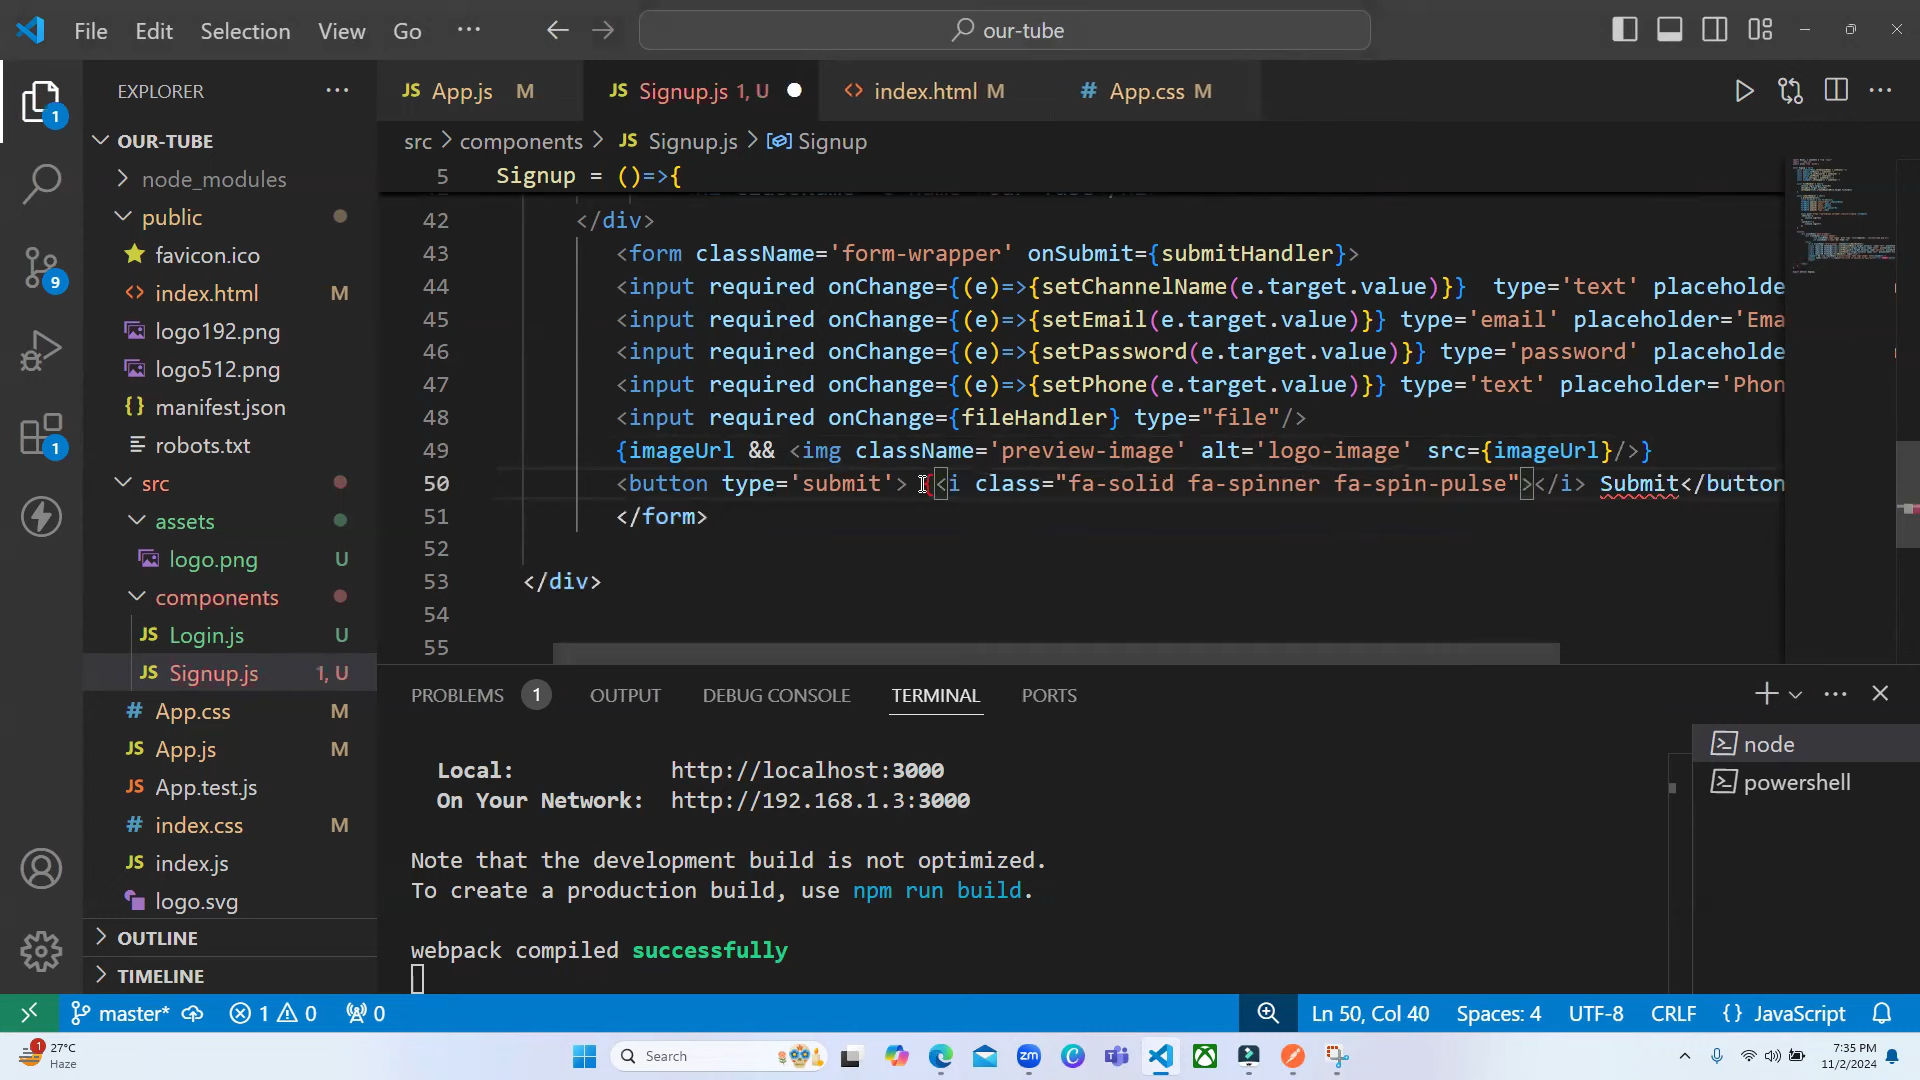 File Edit Selection View Go ··· our-tube
EXPLORER ···
App.js M Signup.js 1, U index.html M App.css M
OUR-TUBE
src > components > JS Signup.js > Signup
node_modules
public
favicon.ico
index.html M
logo192.png
logo512.png
manifest.json
robots.txt
src
assets
logo.png U
components
Login.js U
Signup.js 1, U
App.css M
App.js M
App.test.js
index.css M
index.js
logo.svg
OUTLINE
TIMELINE
5 Signup = ()=>{
42 </div>
43 <form className='form-wrapper' onSubmit={submitHandler}>
44 <input required onChange={(e)=>{setChannelName(e.target.value)}}  type='text' placeholde
45 <input required onChange={(e)=>{setEmail(e.target.value)}} type='email' placeholder='Ema
46 <input required onChange={(e)=>{setPassword(e.target.value)}} type='password' placeholde
47 <input required onChange={(e)=>{setPhone(e.target.value)}} type='text' placeholder='Phon
48 <input required onChange={fileHandler} type="file"/>
49 {imageUrl && <img className='preview-image' alt='logo-image' src={imageUrl}/>}
50 <button type='submit'> {<i class="fa-solid fa-spinner fa-spin-pulse"></i> Submit</button
51 </form>
52
53 </div>
54
55
PROBLEMS 1 OUTPUT DEBUG CONSOLE TERMINAL PORTS
node
powershell
Local: http://localhost:3000
On Your Network: http://192.168.1.3:3000
Note that the development build is not optimized.
To create a production build, use npm run build.
webpack compiled successfully
master* 1 0 0 Ln 50, Col 40 Spaces: 4 UTF-8 CRLF {} JavaScript
27°C
Haze
Search
7:35 PM
11/2/2024